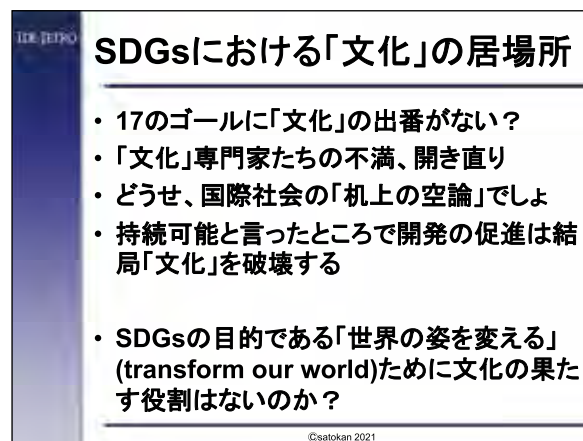 IDE-JETRO
SDGsにおける「文化」の居場所
• 17のゴールに「文化」の出番がない？
• 「文化」専門家たちの不満、開き直り
• どうせ、国際社会の「机上の空論」でしょ
• 持続可能と言ったところで開発の促進は結
局「文化」を破壊する
• SDGsの目的である「世界の姿を変える」
(transform our world)ために文化の果た
す役割はないのか？
©satokan 2021